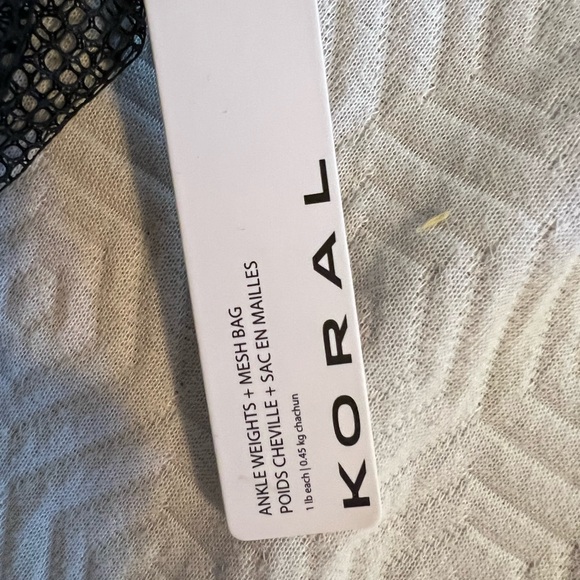 ANKLE WEIGHTS + MESH BAG
POIDS CHEVILLE + SAC EN MAILLES
1 lb each | 0.45 kg chachun
KORAL